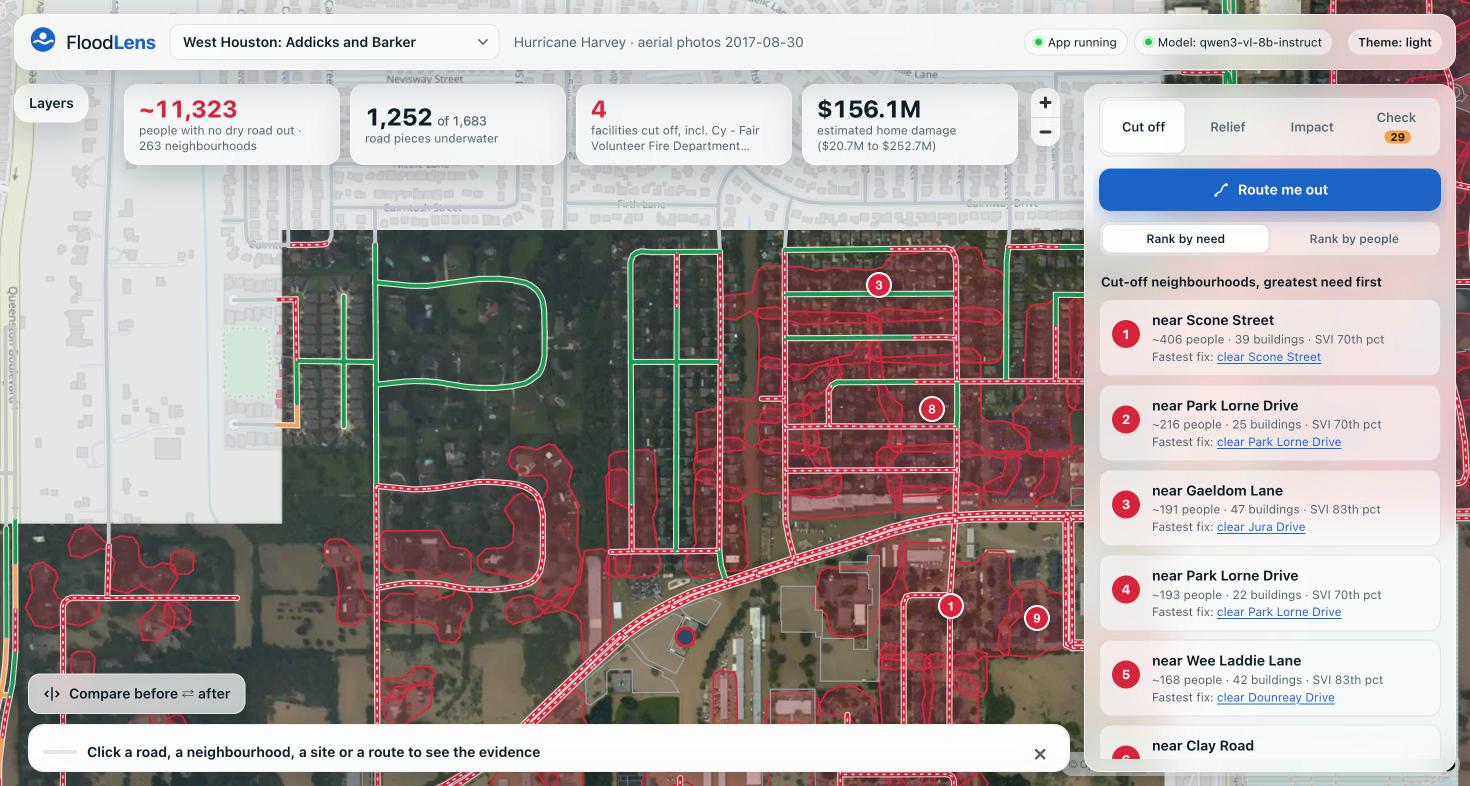 FloodLens
West Houston: Addicks and Barker
Hurricane Harvey · aerial photos 2017-08-30
App running
Model: qwen3-vl-8b-instruct
Theme: light
Nevisway Street
Layers
~11,323
people with no dry road out ·
263 neighbourhoods
1,252 of 1,683
road pieces underwater
4
facilities cut off, incl. Cy - Fair
Volunteer Fire Department…
$156.1M
estimated home damage
($20.7M to $252.7M)
+
−
Cairntosh Street
Firth Lane
Queenston Boulevard
3
8
1
9
Cut off
Relief
Impact
Check
29
Route me out
Rank by need
Rank by people
Cut-off neighbourhoods, greatest need first
1
near Scone Street
~406 people · 39 buildings · SVI 70th pct
Fastest fix: clear Scone Street
2
near Park Lorne Drive
~216 people · 25 buildings · SVI 70th pct
Fastest fix: clear Park Lorne Drive
3
near Gaeldom Lane
~191 people · 47 buildings · SVI 83th pct
Fastest fix: clear Jura Drive
4
near Park Lorne Drive
~193 people · 22 buildings · SVI 70th pct
Fastest fix: clear Park Lorne Drive
5
near Wee Laddie Lane
~168 people · 42 buildings · SVI 83th pct
Fastest fix: clear Dounreay Drive
near Clay Road
Compare before ⇄ after
Click a road, a neighbourhood, a site or a route to see the evidence
×